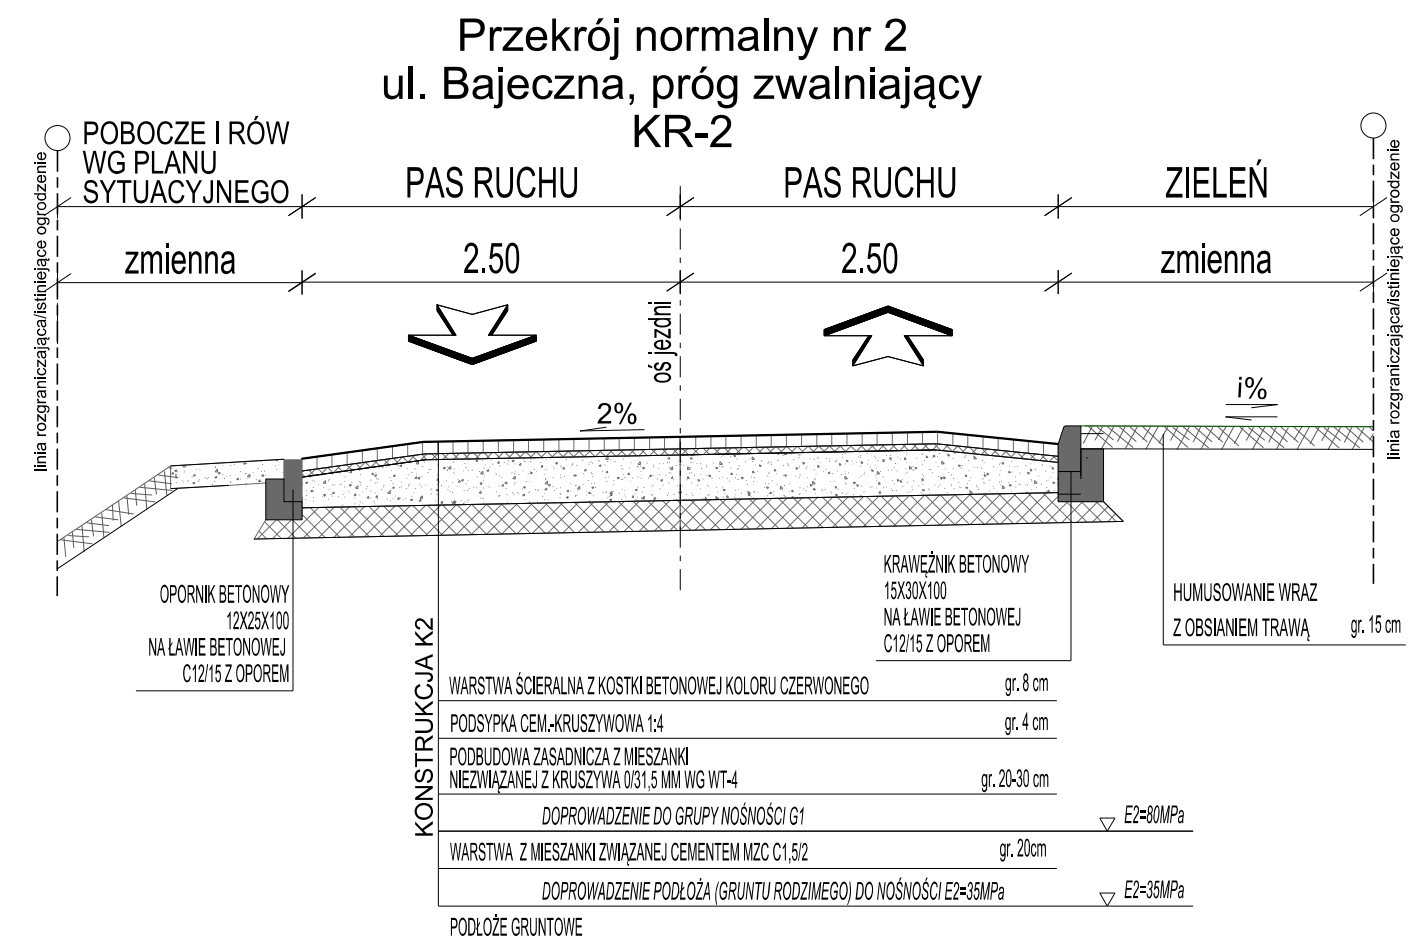 Przekrój normalny nr 2
ul. Bajeczna, próg zwalniający
KR-2
POBOCZE I RÓW
WG PLANU
SYTUACYJNEGO
PAS RUCHU
PAS RUCHU
ZIELEŃ
zmienna
2.50
2.50
zmienna
linia rozgraniczająca/istiniejące ogrodzenie
oś jezdni
linia rozgraniczająca/istiniejące ogrodzenie
2%
i%
OPORNIK BETONOWY
12X25X100
NA ŁAWIE BETONOWEJ
C12/15 Z OPOREM
KRAWĘŻNIK BETONOWY
15X30X100
NA ŁAWIE BETONOWEJ
C12/15 Z OPOREM
HUMUSOWANIE WRAZ
Z OBSIANIEM TRAWĄ gr. 15 cm
KONSTRUKCJA K2
WARSTWA ŚCIERALNA Z KOSTKI BETONOWEJ KOLORU CZERWONEGO gr. 8 cm
PODSYPKA CEM.-KRUSZYWOWA 1:4 gr. 4 cm
PODBUDOWA ZASADNICZA Z MIESZANKI
NIEZWIĄZANEJ Z KRUSZYWA 0/31,5 MM WG WT-4 gr. 20-30 cm
DOPROWADZENIE DO GRUPY NOŚNOŚCI G1 E2=80MPa
WARSTWA Z MIESZANKI ZWIĄZANEJ CEMENTEM MZC C1,5/2 gr. 20cm
DOPROWADZENIE PODŁOŻA (GRUNTU RODZIMEGO) DO NOŚNOŚCI E2=35MPa E2=35MPa
PODŁOŻE GRUNTOWE